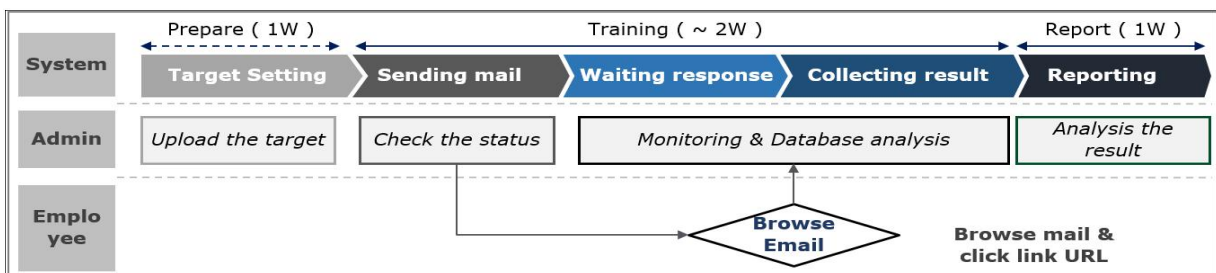 Prepare ( 1W )
Training ( ~ 2W )
Report ( 1W )
System
Target Setting
Sending mail
Waiting response
Collecting result
Reporting
Admin
Upload the target
Check the status
Monitoring & Database analysis
Analysis the
result
Emplo
yee
Browse
Email
Browse mail &
click link URL